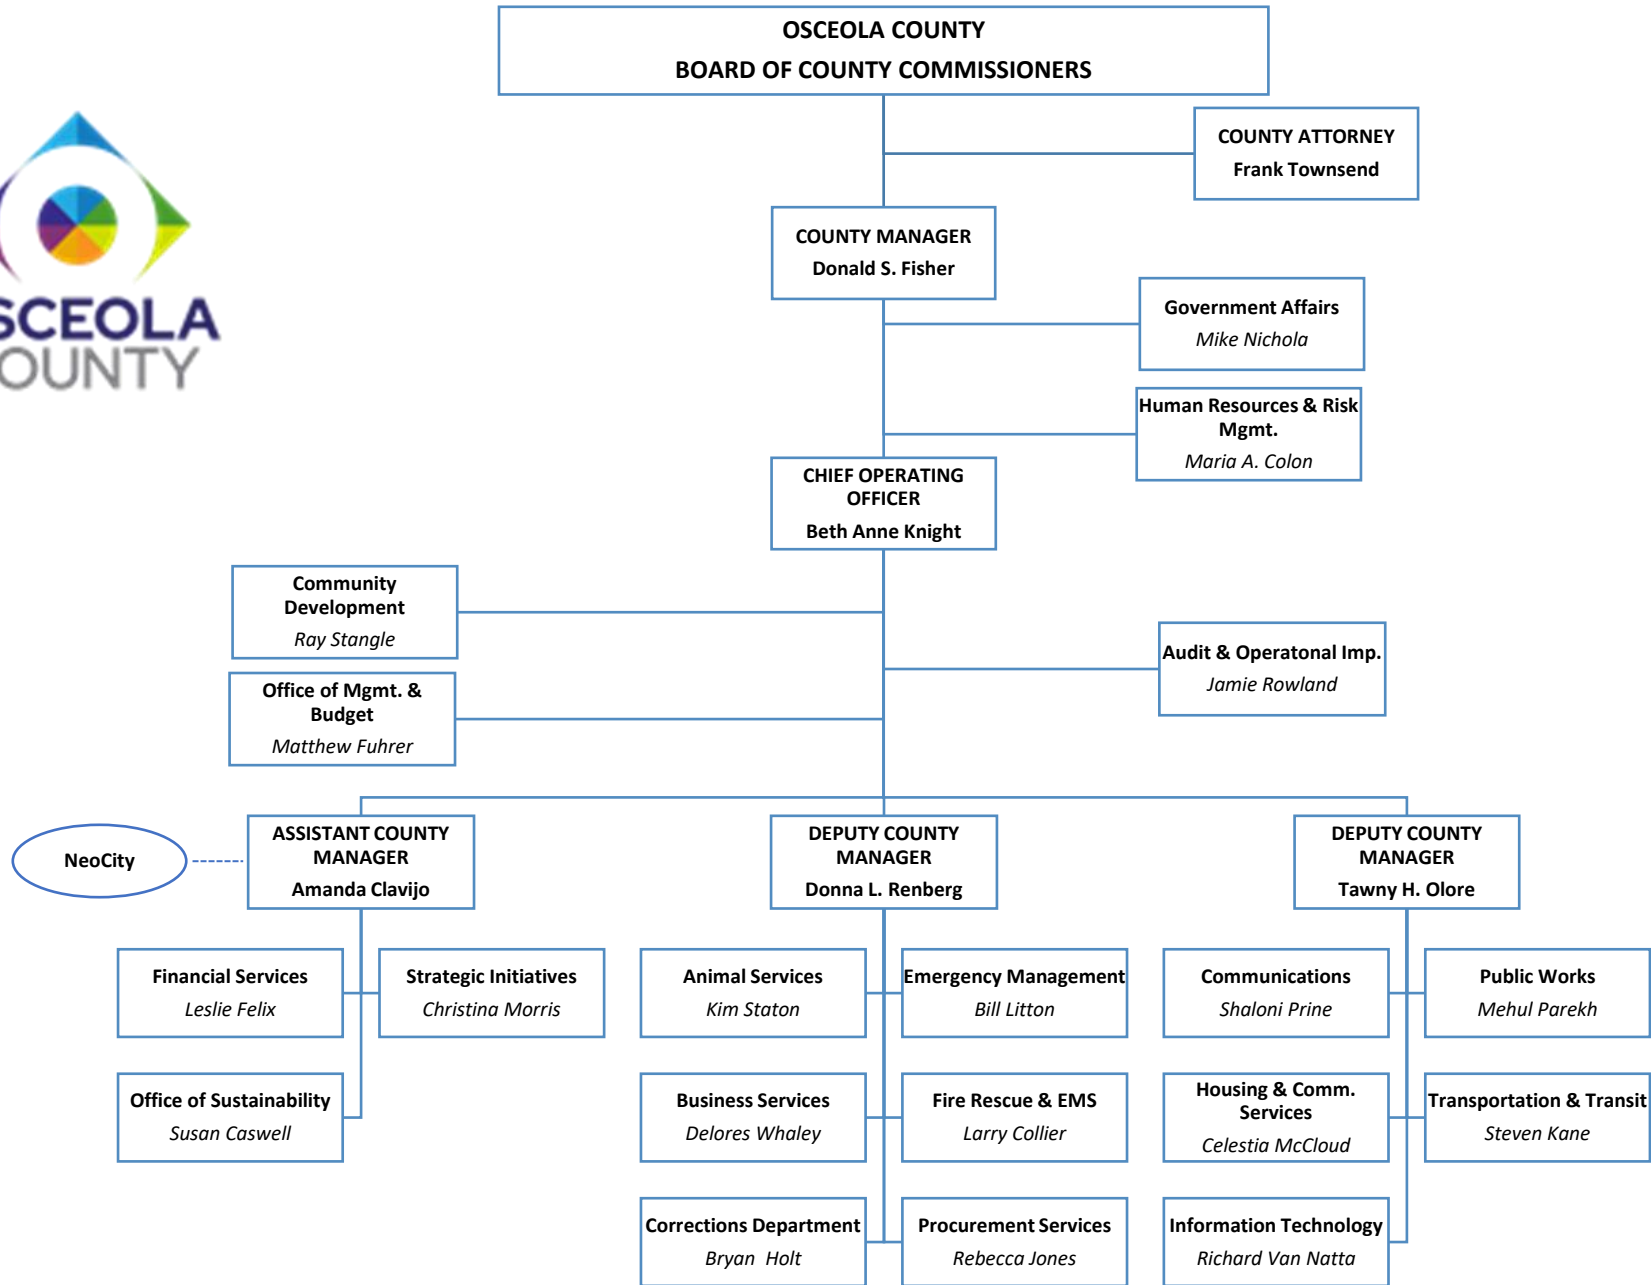 OSCEOLA COUNTY
BOARD OF COUNTY COMMISSIONERS
COUNTY ATTORNEY
Frank Townsend
SCEOLA
OUNTY
COUNTY MANAGER
Donald S. Fisher
Government Affairs
Mike Nichola
Human Resources & Risk
Mgmt.
Maria A. Colon
CHIEF OPERATING
OFFICER
Beth Anne Knight
Community
Development
Ray Stangle
Audit & Operatonal Imp.
Jamie Rowland
Office of Mgmt. &
Budget
Matthew Fuhrer
NeoCity
ASSISTANT COUNTY
MANAGER
Amanda Clavijo
DEPUTY COUNTY
MANAGER
Donna L. Renberg
DEPUTY COUNTY
MANAGER
Tawny H. Olore
Financial Services
Leslie Felix
Strategic Initiatives
Christina Morris
Animal Services
Kim Staton
Emergency Management
Bill Litton
Communications
Shaloni Prine
Public Works
Mehul Parekh
Office of Sustainability
Susan Caswell
Business Services
Delores Whaley
Fire Rescue & EMS
Larry Collier
Housing & Comm.
Services
Celestia McCloud
Transportation & Transit
Steven Kane
Corrections Department
Bryan  Holt
Procurement Services
Rebecca Jones
Information Technology
Richard Van Natta